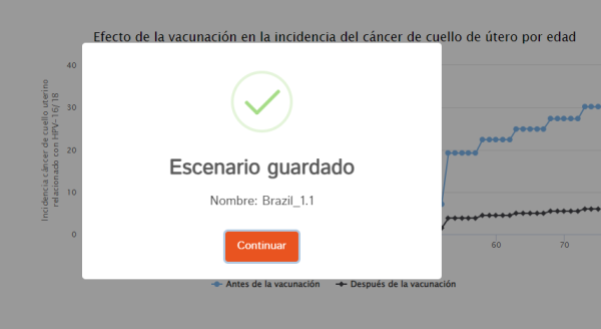 Efecto de la vacunación en la incidencia del cáncer de cuello de útero por edad
Incidencia cáncer de cuello uterino
relacionado con HPV-16/18
40
30
20
10
0
Escenario guardado
Nombre: Brazil_1.1
Continuar
60
70
Antes de la vacunación
Después de la vacunación